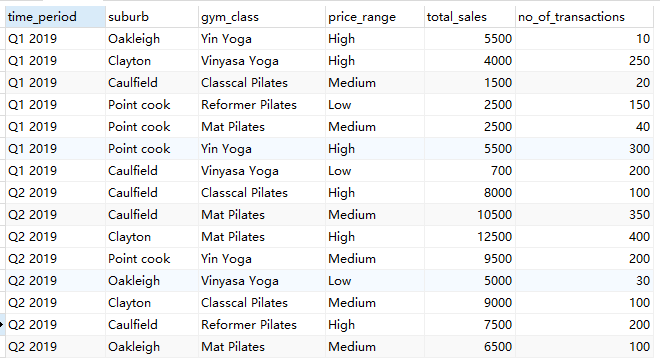 time_period suburb gym_class price_range total_sales no_of_transactions
Q1 2019 Oakleigh Yin Yoga High 5500 10
Q1 2019 Clayton Vinyasa Yoga High 4000 250
Q1 2019 Caulfield Classcal Pilates Medium 1500 20
Q1 2019 Point cook Reformer Pilates Low 2500 150
Q1 2019 Point cook Mat Pilates Medium 2500 40
Q1 2019 Point cook Yin Yoga High 5500 300
Q1 2019 Caulfield Vinyasa Yoga Low 700 200
Q2 2019 Caulfield Classcal Pilates High 8000 100
Q2 2019 Caulfield Mat Pilates Medium 10500 350
Q2 2019 Clayton Mat Pilates High 12500 400
Q2 2019 Point cook Yin Yoga Medium 9500 200
Q2 2019 Oakleigh Vinyasa Yoga Low 5000 30
Q2 2019 Clayton Classcal Pilates Medium 9000 100
Q2 2019 Caulfield Reformer Pilates High 7500 200
Q2 2019 Oakleigh Mat Pilates Medium 6500 100